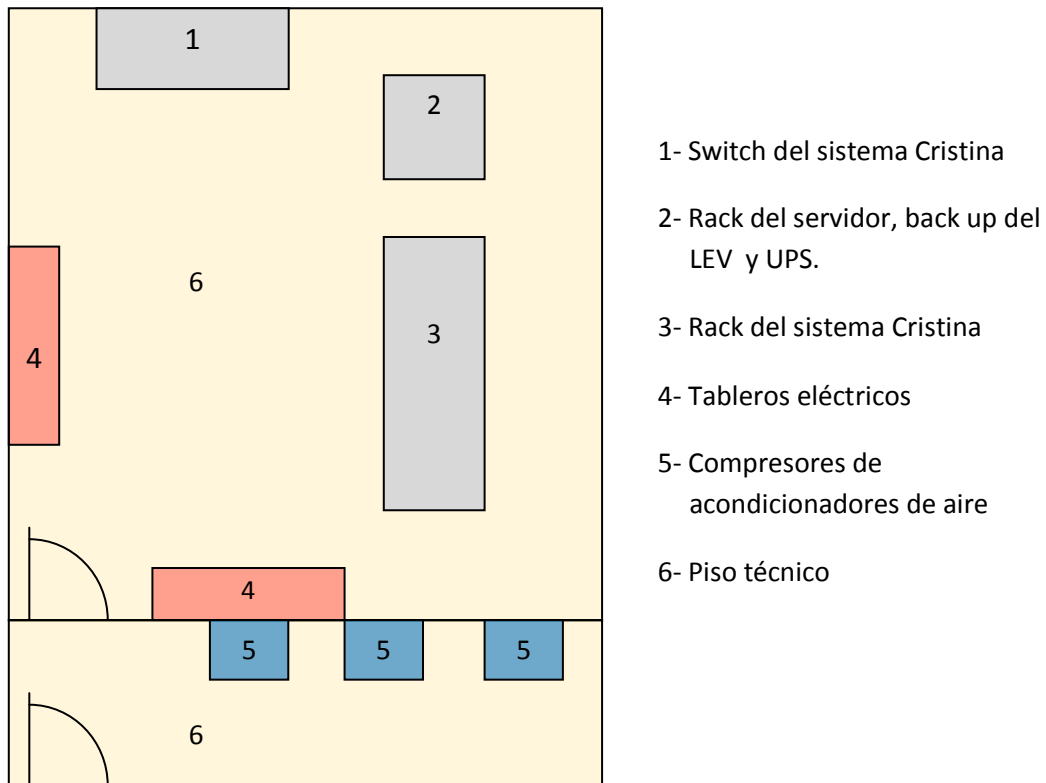 1
2
6
4
3
4
5 5 5
6
1- Switch del sistema Cristina
2- Rack del servidor, back up del
LEV y UPS.
3- Rack del sistema Cristina
4- Tableros eléctricos
5- Compresores de
acondicionadores de aire
6- Piso técnico